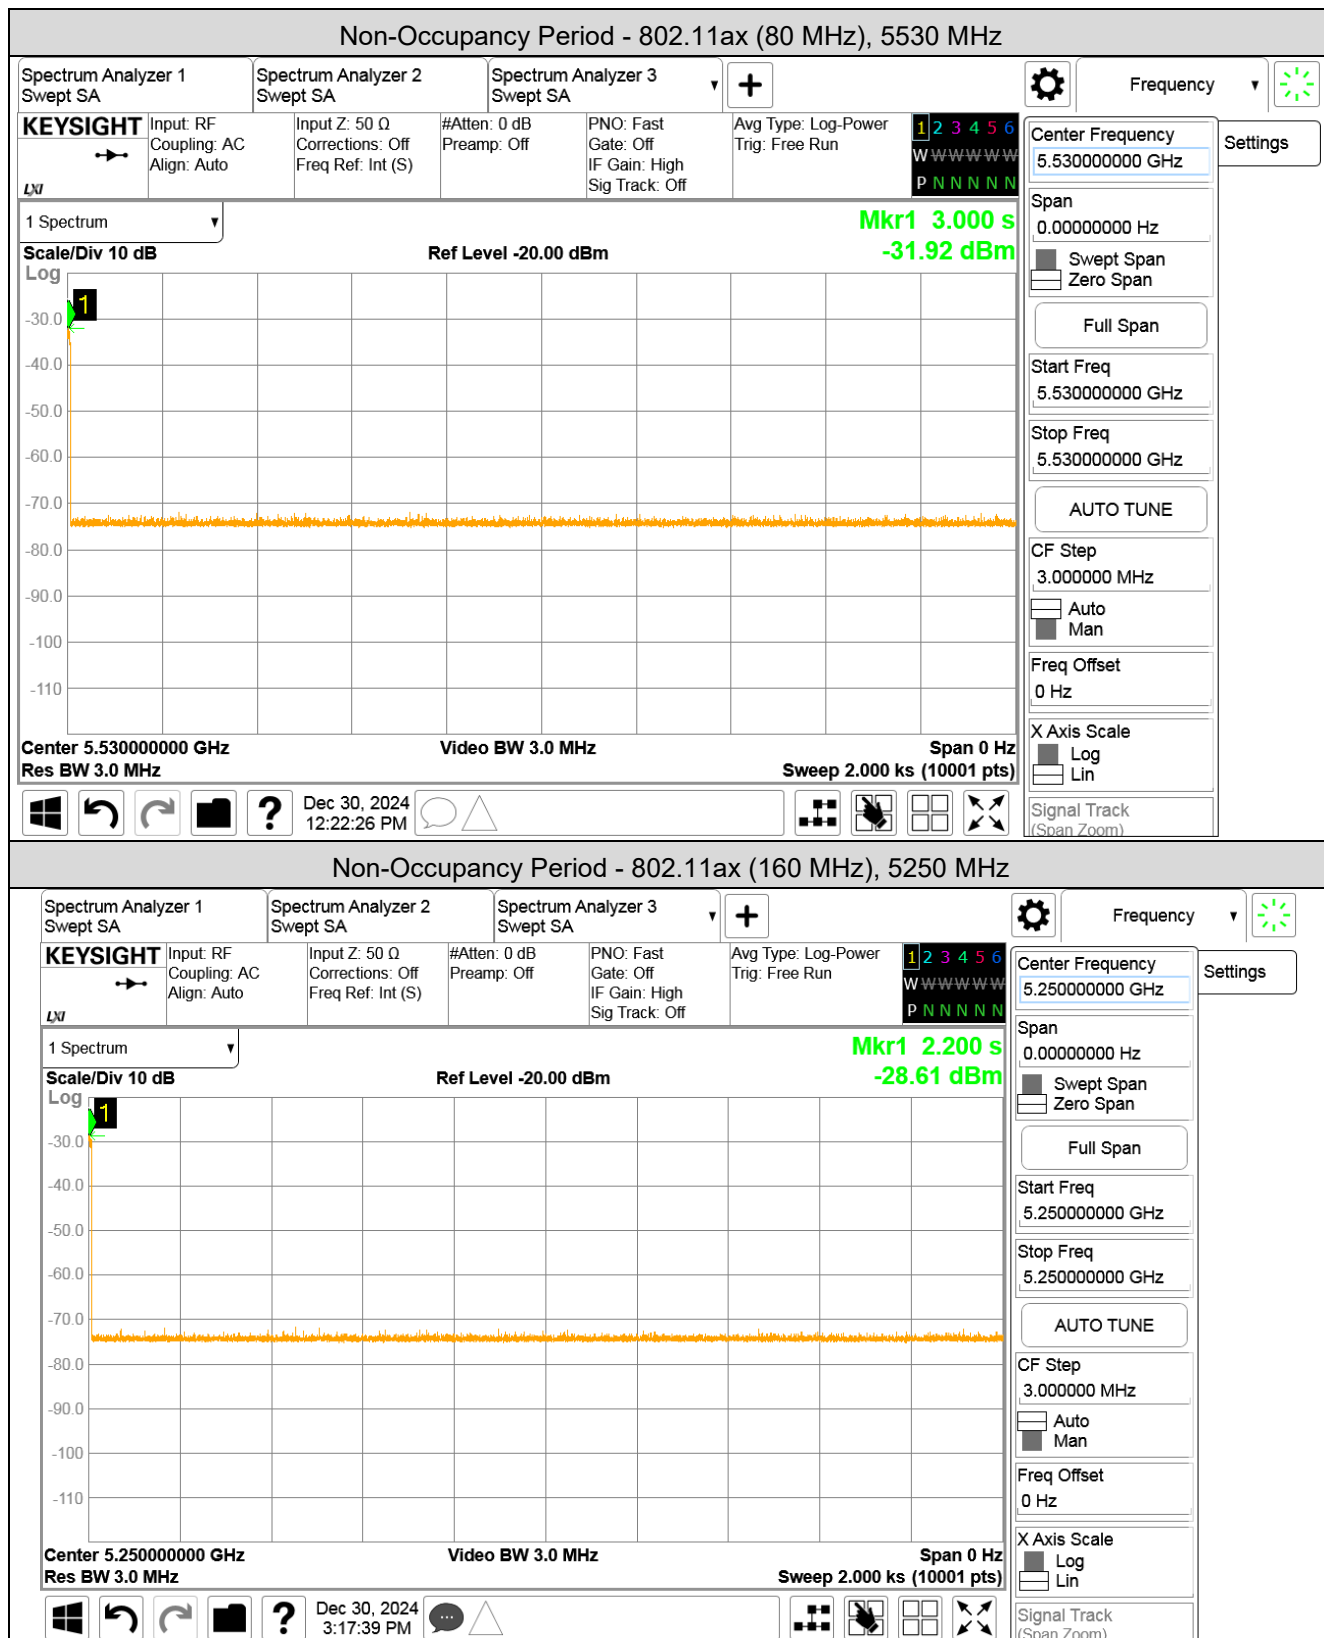 Non-Occupancy Period - 802.11ax (80 MHz), 5530 MHz
Spectrum Analyzer 1
Swept SA
Spectrum Analyzer 2
Swept SA
Spectrum Analyzer 3
Swept SA
Frequency
KEYSIGHT
LXI
Input: RF
Coupling: AC
Align: Auto
Input Z: 50 Ω
Corrections: Off
Freq Ref: Int (S)
#Atten: 0 dB
Preamp: Off
PNO: Fast
Gate: Off
IF Gain: High
Sig Track: Off
Avg Type: Log-Power
Trig: Free Run
1 2 3 4 5 6
W W W W W W
P N N N N N
Center Frequency
5.530000000 GHz
Settings
Span
0.00000000 Hz
Swept Span
Zero Span
Full Span
Start Freq
5.530000000 GHz
Stop Freq
5.530000000 GHz
AUTO TUNE
CF Step
3.000000 MHz
Auto
Man
Freq Offset
0 Hz
X Axis Scale
Log
Lin
Signal Track
(Span Zoom)
1 Spectrum
Mkr1 3.000 s
-31.92 dBm
Scale/Div 10 dB
Ref Level -20.00 dBm
Log
1
-30.0
-40.0
-50.0
-60.0
-70.0
-80.0
-90.0
-100
-110
Center 5.530000000 GHz
Video BW 3.0 MHz
Span 0 Hz
Res BW 3.0 MHz
Sweep 2.000 ks (10001 pts)
?
Dec 30, 2024
12:22:26 PM
Non-Occupancy Period - 802.11ax (160 MHz), 5250 MHz
Spectrum Analyzer 1
Swept SA
Spectrum Analyzer 2
Swept SA
Spectrum Analyzer 3
Swept SA
Frequency
KEYSIGHT
LXI
Input: RF
Coupling: AC
Align: Auto
Input Z: 50 Ω
Corrections: Off
Freq Ref: Int (S)
#Atten: 0 dB
Preamp: Off
PNO: Fast
Gate: Off
IF Gain: High
Sig Track: Off
Avg Type: Log-Power
Trig: Free Run
1 2 3 4 5 6
W W W W W W
P N N N N N
Center Frequency
5.250000000 GHz
Settings
Span
0.00000000 Hz
Swept Span
Zero Span
Full Span
Start Freq
5.250000000 GHz
Stop Freq
5.250000000 GHz
AUTO TUNE
CF Step
3.000000 MHz
Auto
Man
Freq Offset
0 Hz
X Axis Scale
Log
Lin
Signal Track
(Span Zoom)
1 Spectrum
Mkr1 2.200 s
-28.61 dBm
Scale/Div 10 dB
Ref Level -20.00 dBm
Log
1
-30.0
-40.0
-50.0
-60.0
-70.0
-80.0
-90.0
-100
-110
Center 5.250000000 GHz
Video BW 3.0 MHz
Span 0 Hz
Res BW 3.0 MHz
Sweep 2.000 ks (10001 pts)
?
Dec 30, 2024
3:17:39 PM